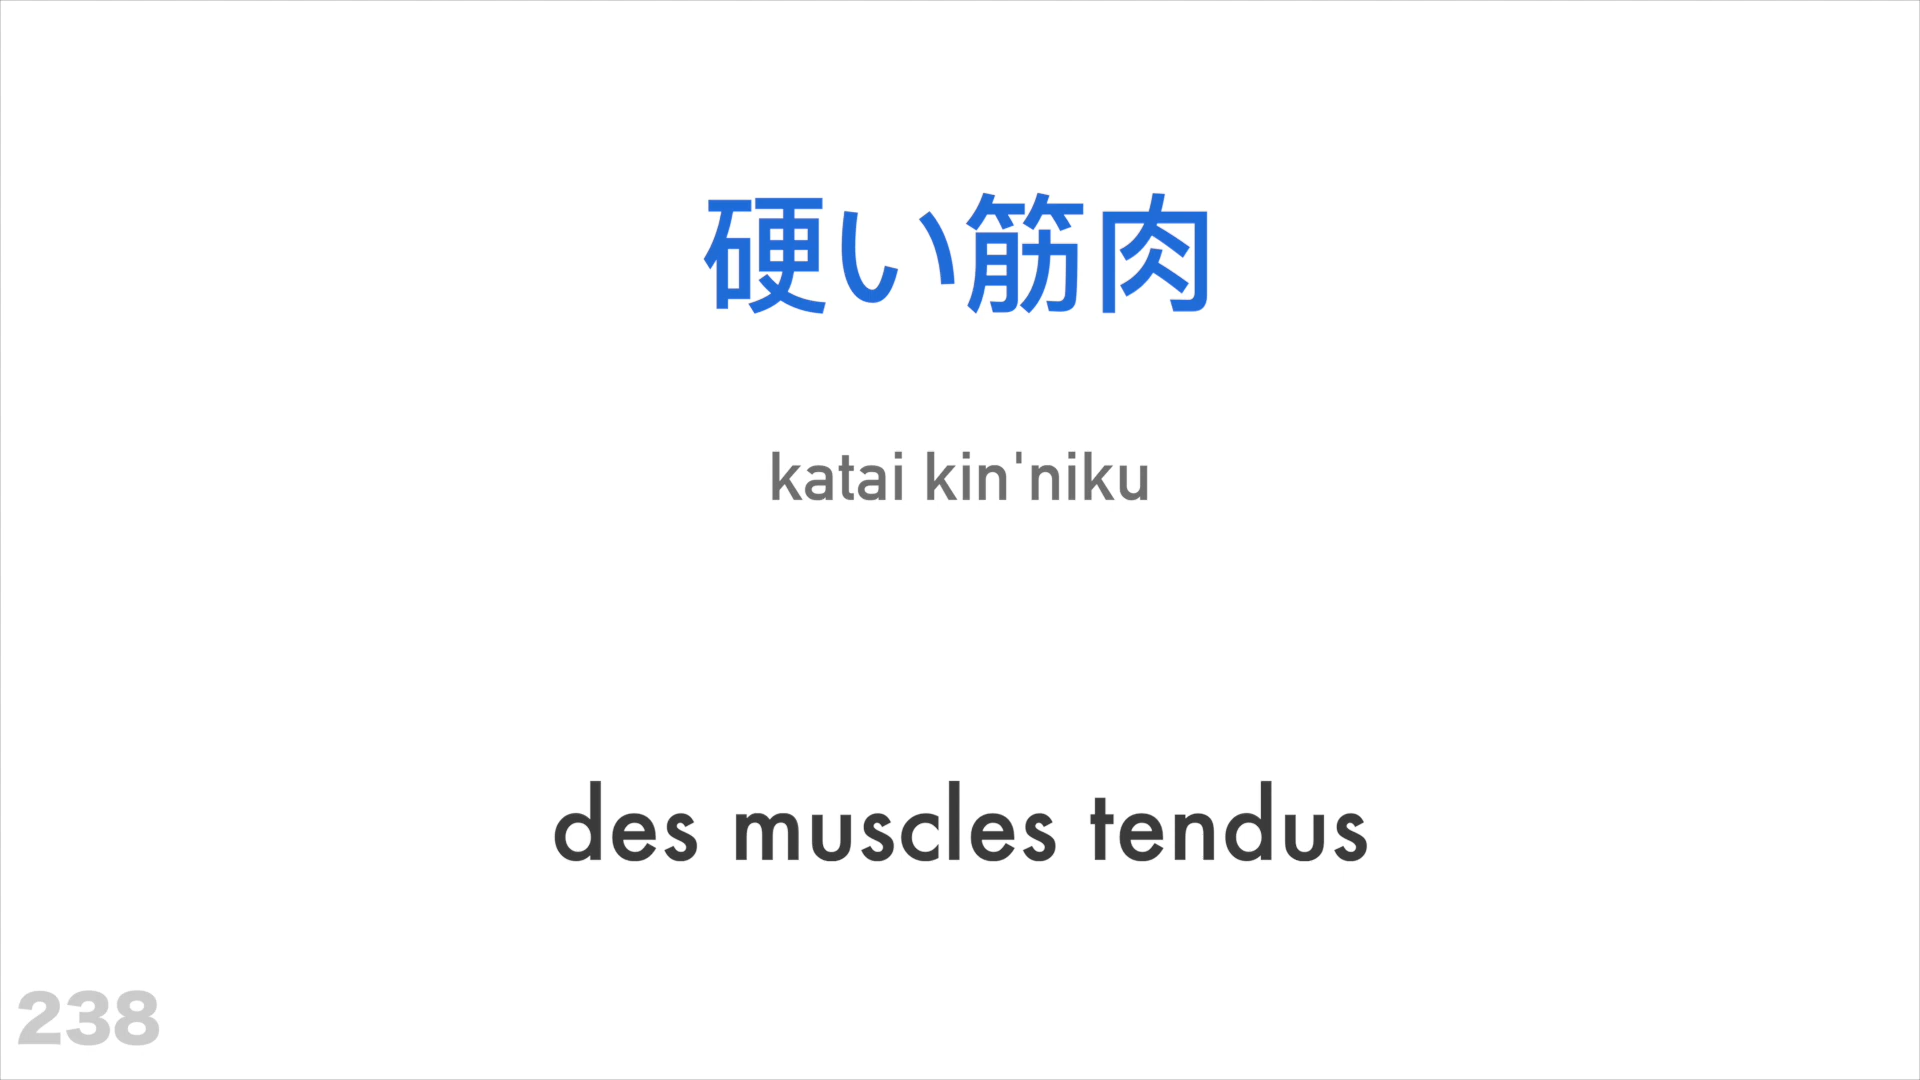 硬い筋肉
katai kin'niku
des muscles tendus
238